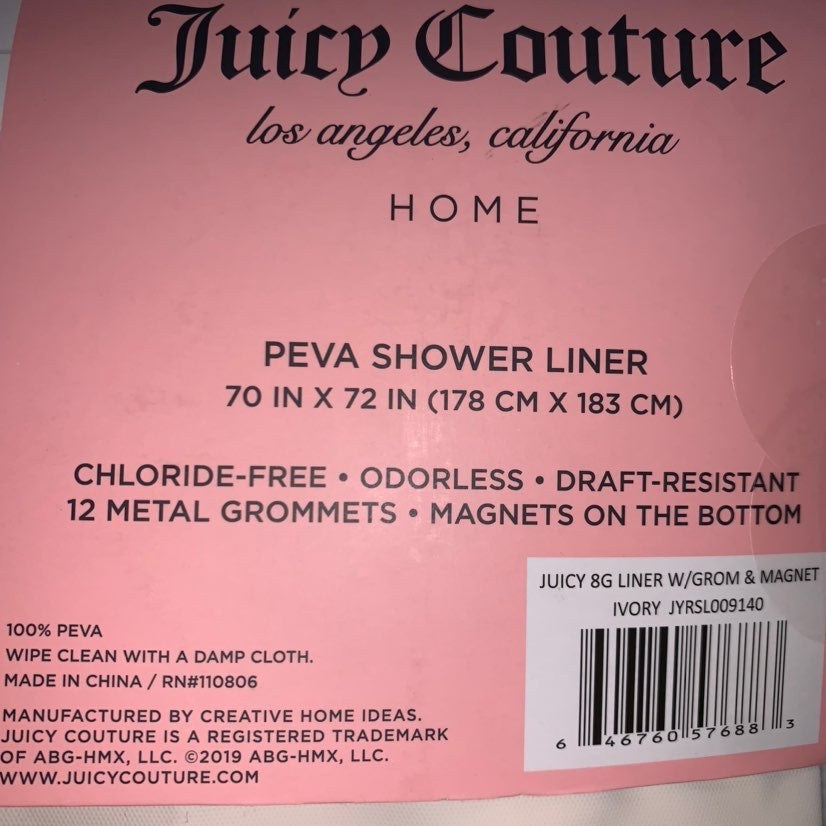 Juicy Couture
los angeles, california
HOME
PEVA SHOWER LINER
70 IN X 72 IN (178 CM X 183 CM)
CHLORIDE-FREE • ODORLESS • DRAFT-RESISTANT
12 METAL GROMMETS • MAGNETS ON THE BOTTOM
JUICY 8G LINER W/GROM & MAGNET
IVORY JYRSL009140
6 46760 57688 3
100% PEVA
WIPE CLEAN WITH A DAMP CLOTH.
MADE IN CHINA / RN#110806
MANUFACTURED BY CREATIVE HOME IDEAS.
JUICY COUTURE IS A REGISTERED TRADEMARK
OF ABG-HMX, LLC. ©2019 ABG-HMX, LLC.
WWW.JUICYCOUTURE.COM